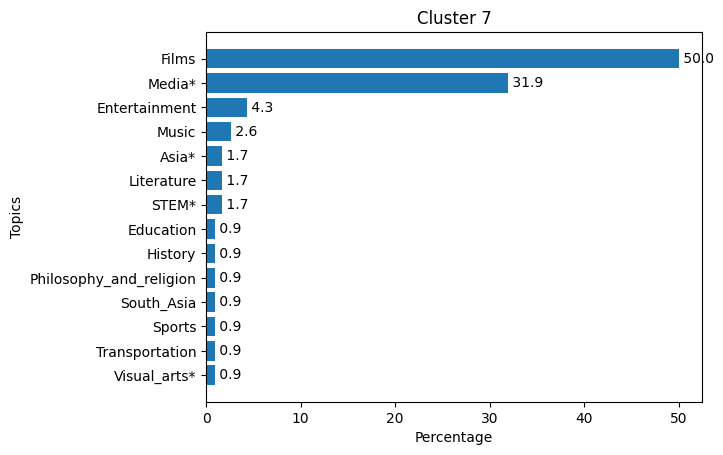 Cluster 7
Films 50.0
Media* 31.9
Entertainment 4.3
Music 2.6
Asia* 1.7
Literature 1.7
STEM* 1.7
Education 0.9
History 0.9
Philosophy_and_religion 0.9
South_Asia 0.9
Sports 0.9
Transportation 0.9
Visual_arts* 0.9
Topics
0 10 20 30 40 50
Percentage